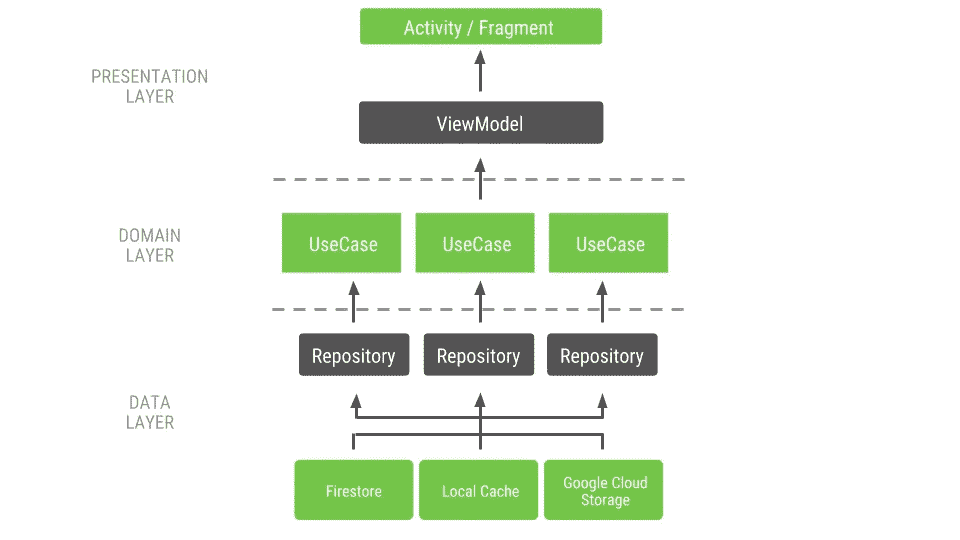 Activity / Fragment
PRESENTATION
LAYER
ViewModel
DOMAIN
LAYER
UseCase
UseCase
UseCase
Repository
Repository
Repository
DATA
LAYER
Firestore
Local Cache
Google Cloud
Storage